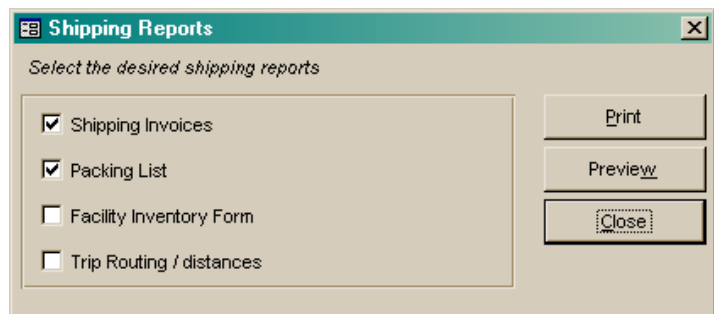 Shipping Reports
Select the desired shipping reports
Shipping Invoices
Packing List
Facility Inventory Form
Trip Routing / distances
Print
Preview
Close